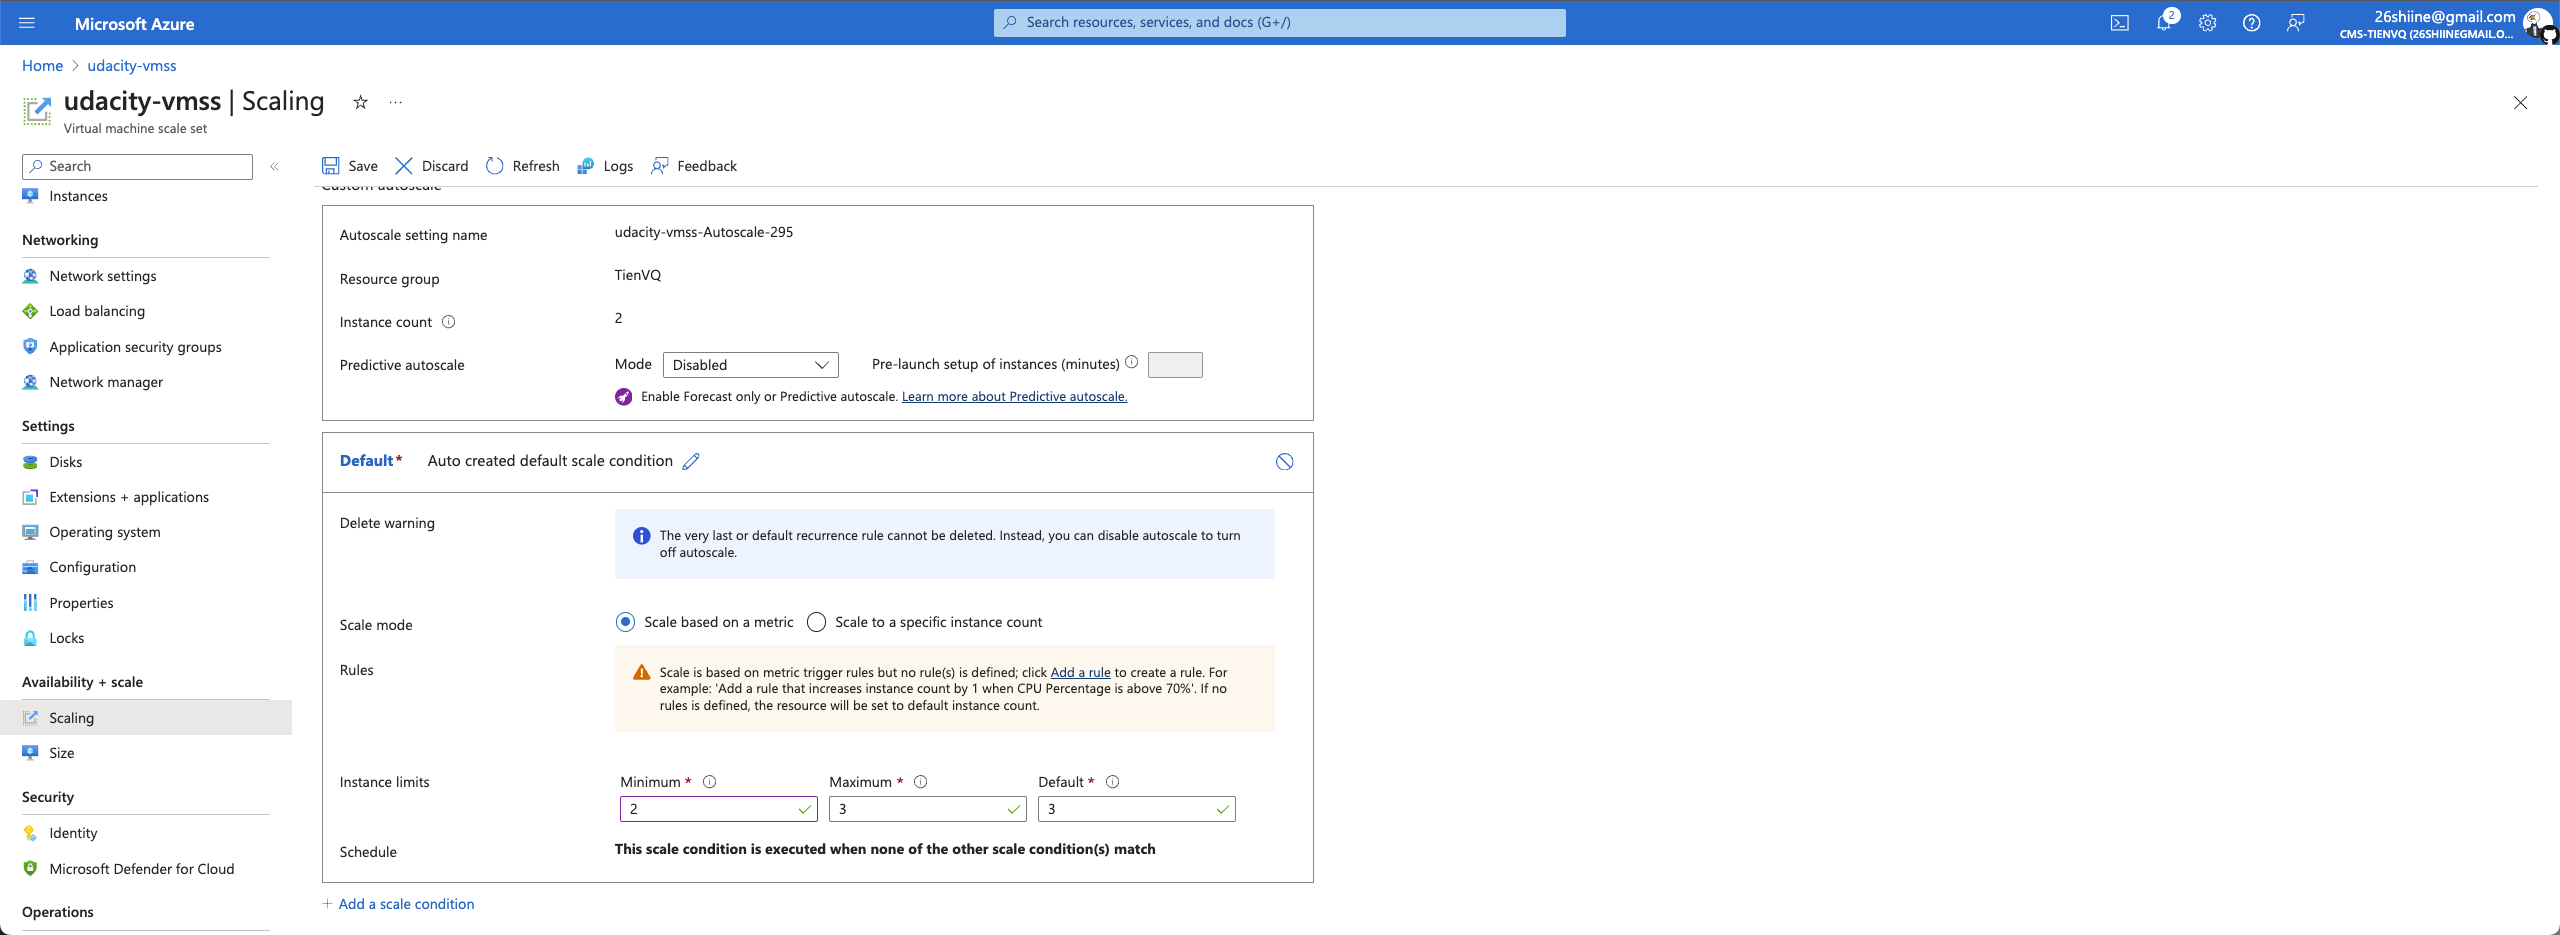 Microsoft Azure
Search resources, services, and docs (G+/)
2
26shiine@gmail.com
CMS-TIENVQ (26SHIINEGMAIL.O...
Home > udacity-vmss
udacity-vmss | Scaling
Virtual machine scale set
Search
Instances
Networking
Network settings
Load balancing
Application security groups
Network manager
Settings
Disks
Extensions + applications
Operating system
Configuration
Properties
Locks
Availability + scale
Scaling
Size
Security
Identity
Microsoft Defender for Cloud
Operations
Save Discard Refresh Logs Feedback
Custom autoscale
Autoscale setting name udacity-vmss-Autoscale-295
Resource group TienVQ
Instance count 2
Predictive autoscale Mode Disabled Pre-launch setup of instances (minutes)
Enable Forecast only or Predictive autoscale. Learn more about Predictive autoscale.
Default* Auto created default scale condition
Delete warning
The very last or default recurrence rule cannot be deleted. Instead, you can disable autoscale to turn
off autoscale.
Scale mode Scale based on a metric Scale to a specific instance count
Rules
Scale is based on metric trigger rules but no rule(s) is defined; click Add a rule to create a rule. For
example: 'Add a rule that increases instance count by 1 when CPU Percentage is above 70%'. If no
rules is defined, the resource will be set to default instance count.
Instance limits Minimum * Maximum * Default *
2 3 3
Schedule This scale condition is executed when none of the other scale condition(s) match
+ Add a scale condition